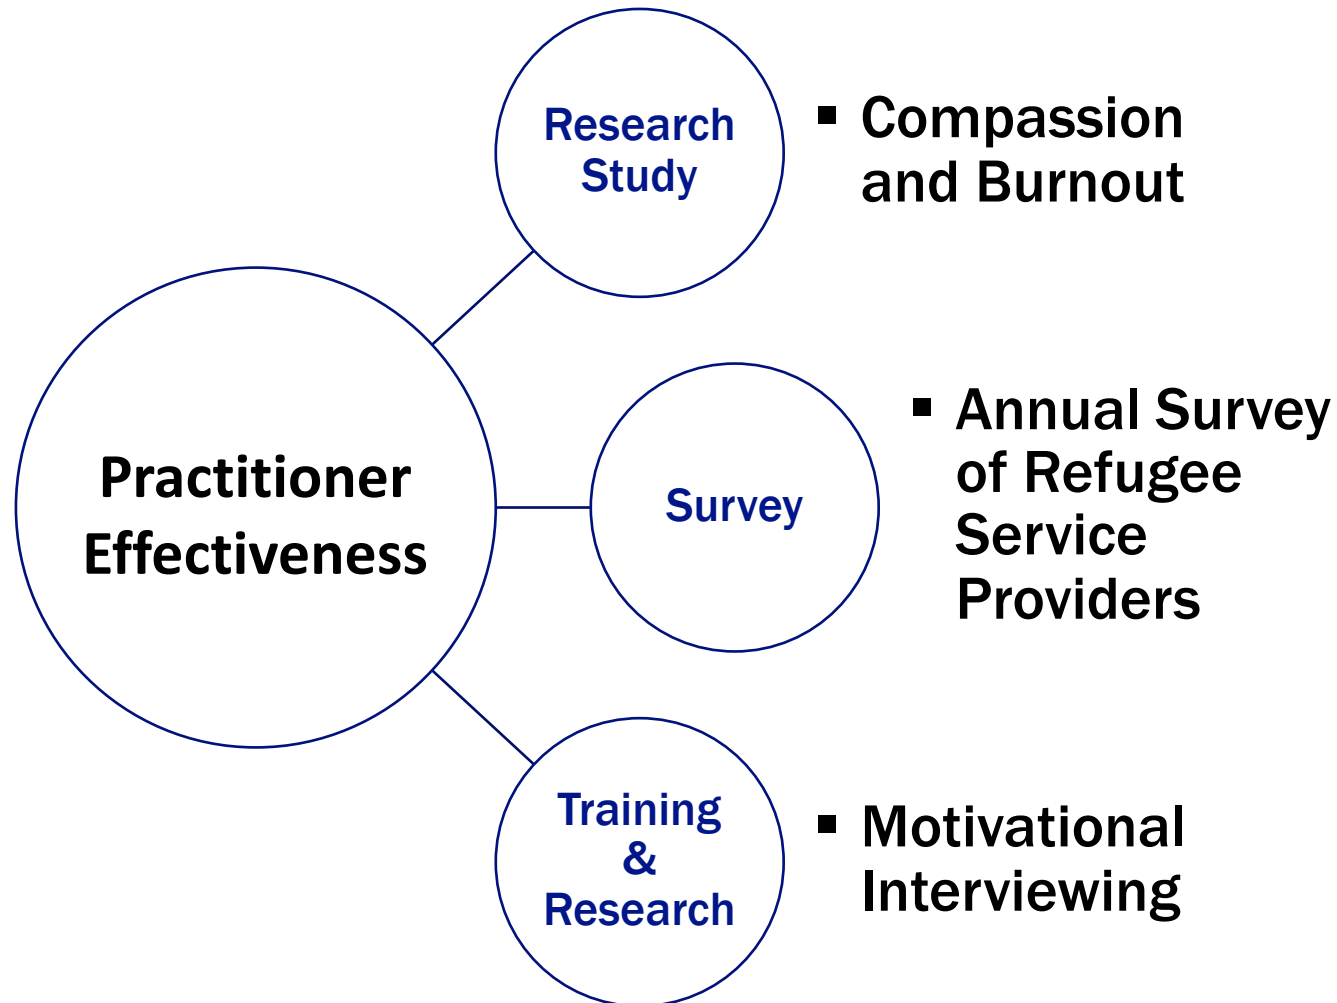 Research
Study
▪ Compassion
and Burnout
Practitioner
Effectiveness
Survey
▪ Annual Survey
of Refugee
Service
Providers
Training
&
Research
▪ Motivational
Interviewing